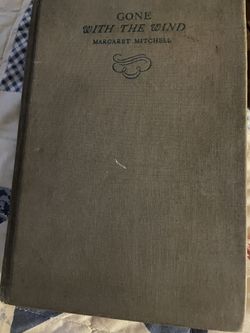 GONE
WITH THE WIND
MARGARET MITCHELL